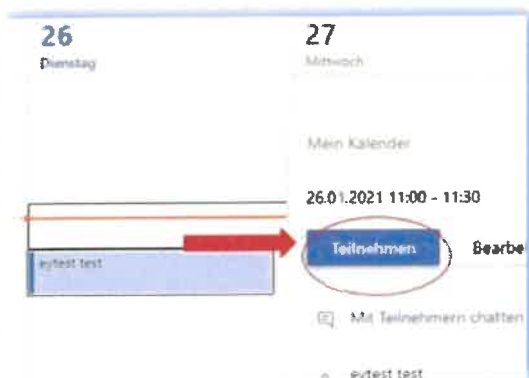 26
Dienstag
eytest test
27
Mittwoch
Mein Kalender
26.01.2021 11:00 - 11:30
Teilnehmen Bearbei
Mit Teilnehmern chatten
eytest test